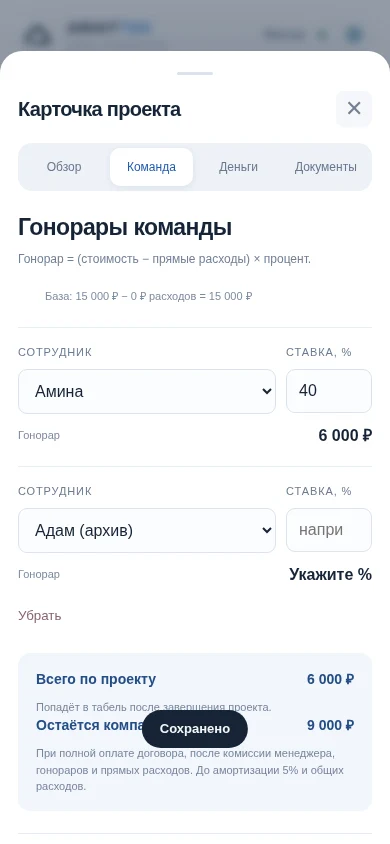 Карточка проекта
Обзор
Команда
Деньги
Документы
Гонорары команды
Гонорар = (стоимость − прямые расходы) × процент.
База: 15 000 ₽ − 0 ₽ расходов = 15 000 ₽
СОТРУДНИК
СТАВКА, %
Амина
40
Гонорар
6 000 ₽
СОТРУДНИК
СТАВКА, %
Адам (архив)
напри
Гонорар
Укажите %
Убрать
Всего по проекту
6 000 ₽
Попадёт в табель после завершения проекта.
Остаётся компа
9 000 ₽
Сохранено
При полной оплате договора, после комиссии менеджера,
гонораров и прямых расходов. До амортизации 5% и общих
расходов.